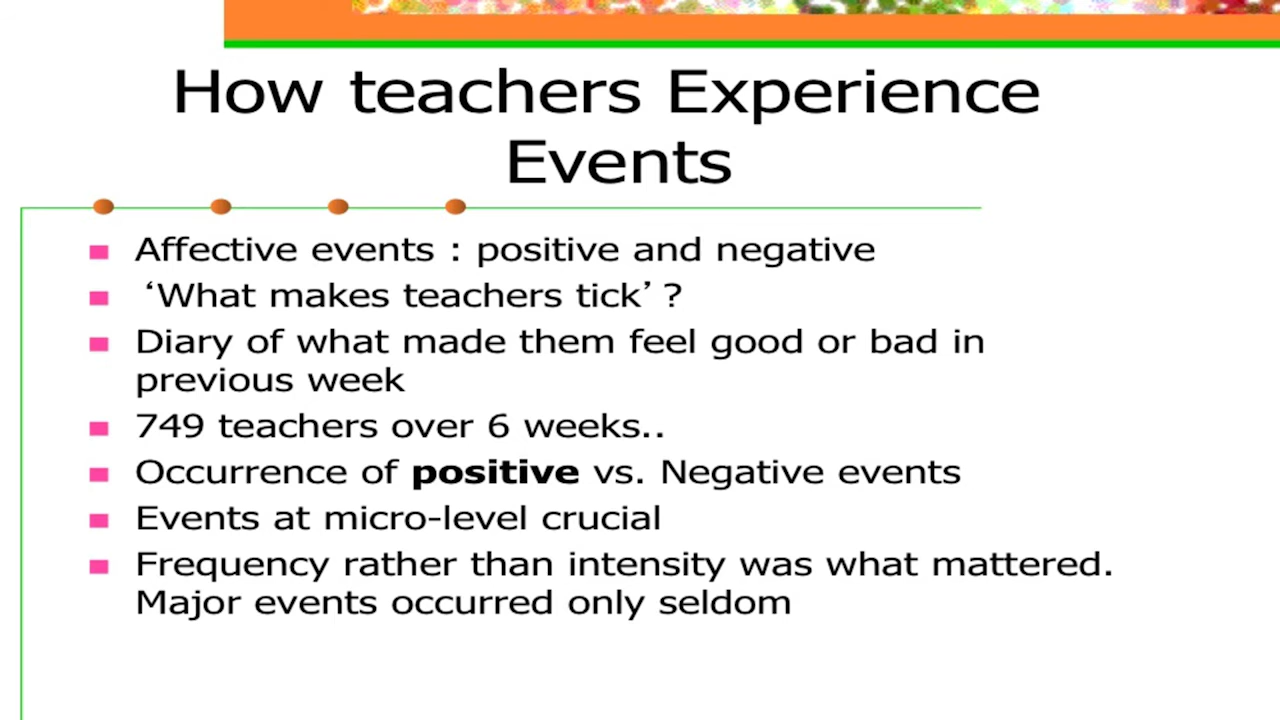 How teachers Experience
Events
Affective events : positive and negative
‘What makes teachers tick’ ?
Diary of what made them feel good or bad in
previous week
749 teachers over 6 weeks..
Occurrence of positive vs. Negative events
Events at micro-level crucial
Frequency rather than intensity was what mattered.
Major events occurred only seldom